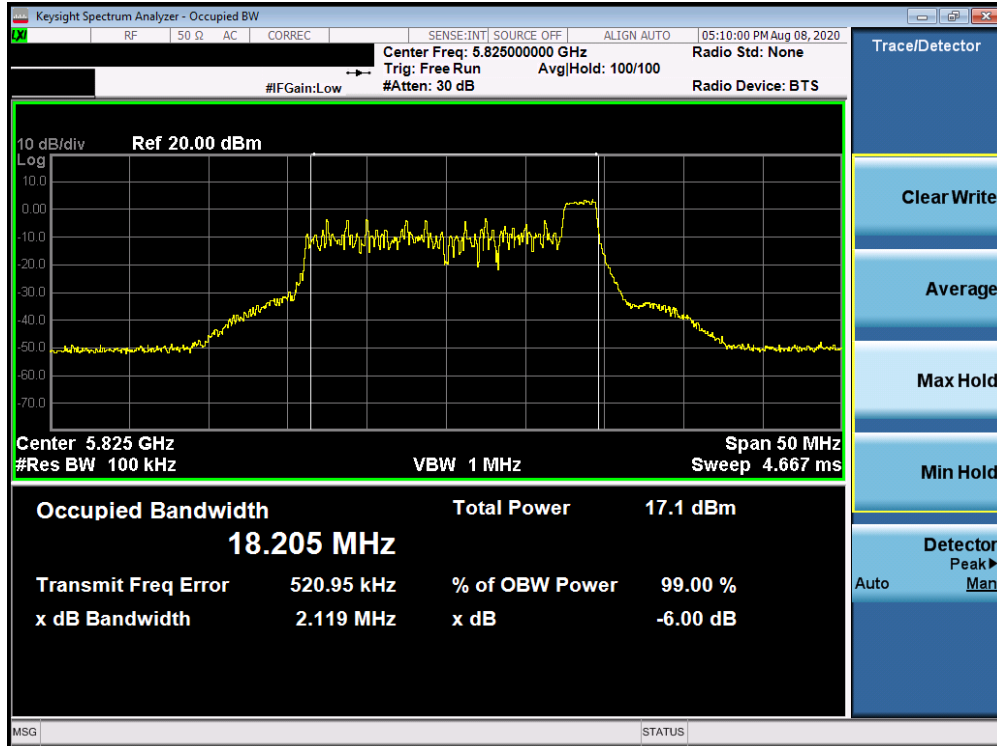 Keysight Spectrum Analyzer - Occupied BW
LXI RF 50 Ω AC CORREC SENSE:INT SOURCE OFF ALIGN AUTO 05:10:00 PM Aug 08, 2020
Center Freq: 5.825000000 GHz Radio Std: None
Trig: Free Run Avg|Hold: 100/100
#IFGain:Low #Atten: 30 dB Radio Device: BTS
Trace/Detector
10 dB/div Ref 20.00 dBm
Log
10.0
0.00
-10.0
-20.0
-30.0
-40.0
-50.0
-60.0
-70.0
Center 5.825 GHz Span 50 MHz
#Res BW 100 kHz VBW 1 MHz Sweep 4.667 ms
Occupied Bandwidth Total Power 17.1 dBm
18.205 MHz
Transmit Freq Error 520.95 kHz % of OBW Power 99.00 %
x dB Bandwidth 2.119 MHz x dB -6.00 dB
Clear Write
Average
Max Hold
Min Hold
Detector
Peak▶
Auto Man
MSG STATUS